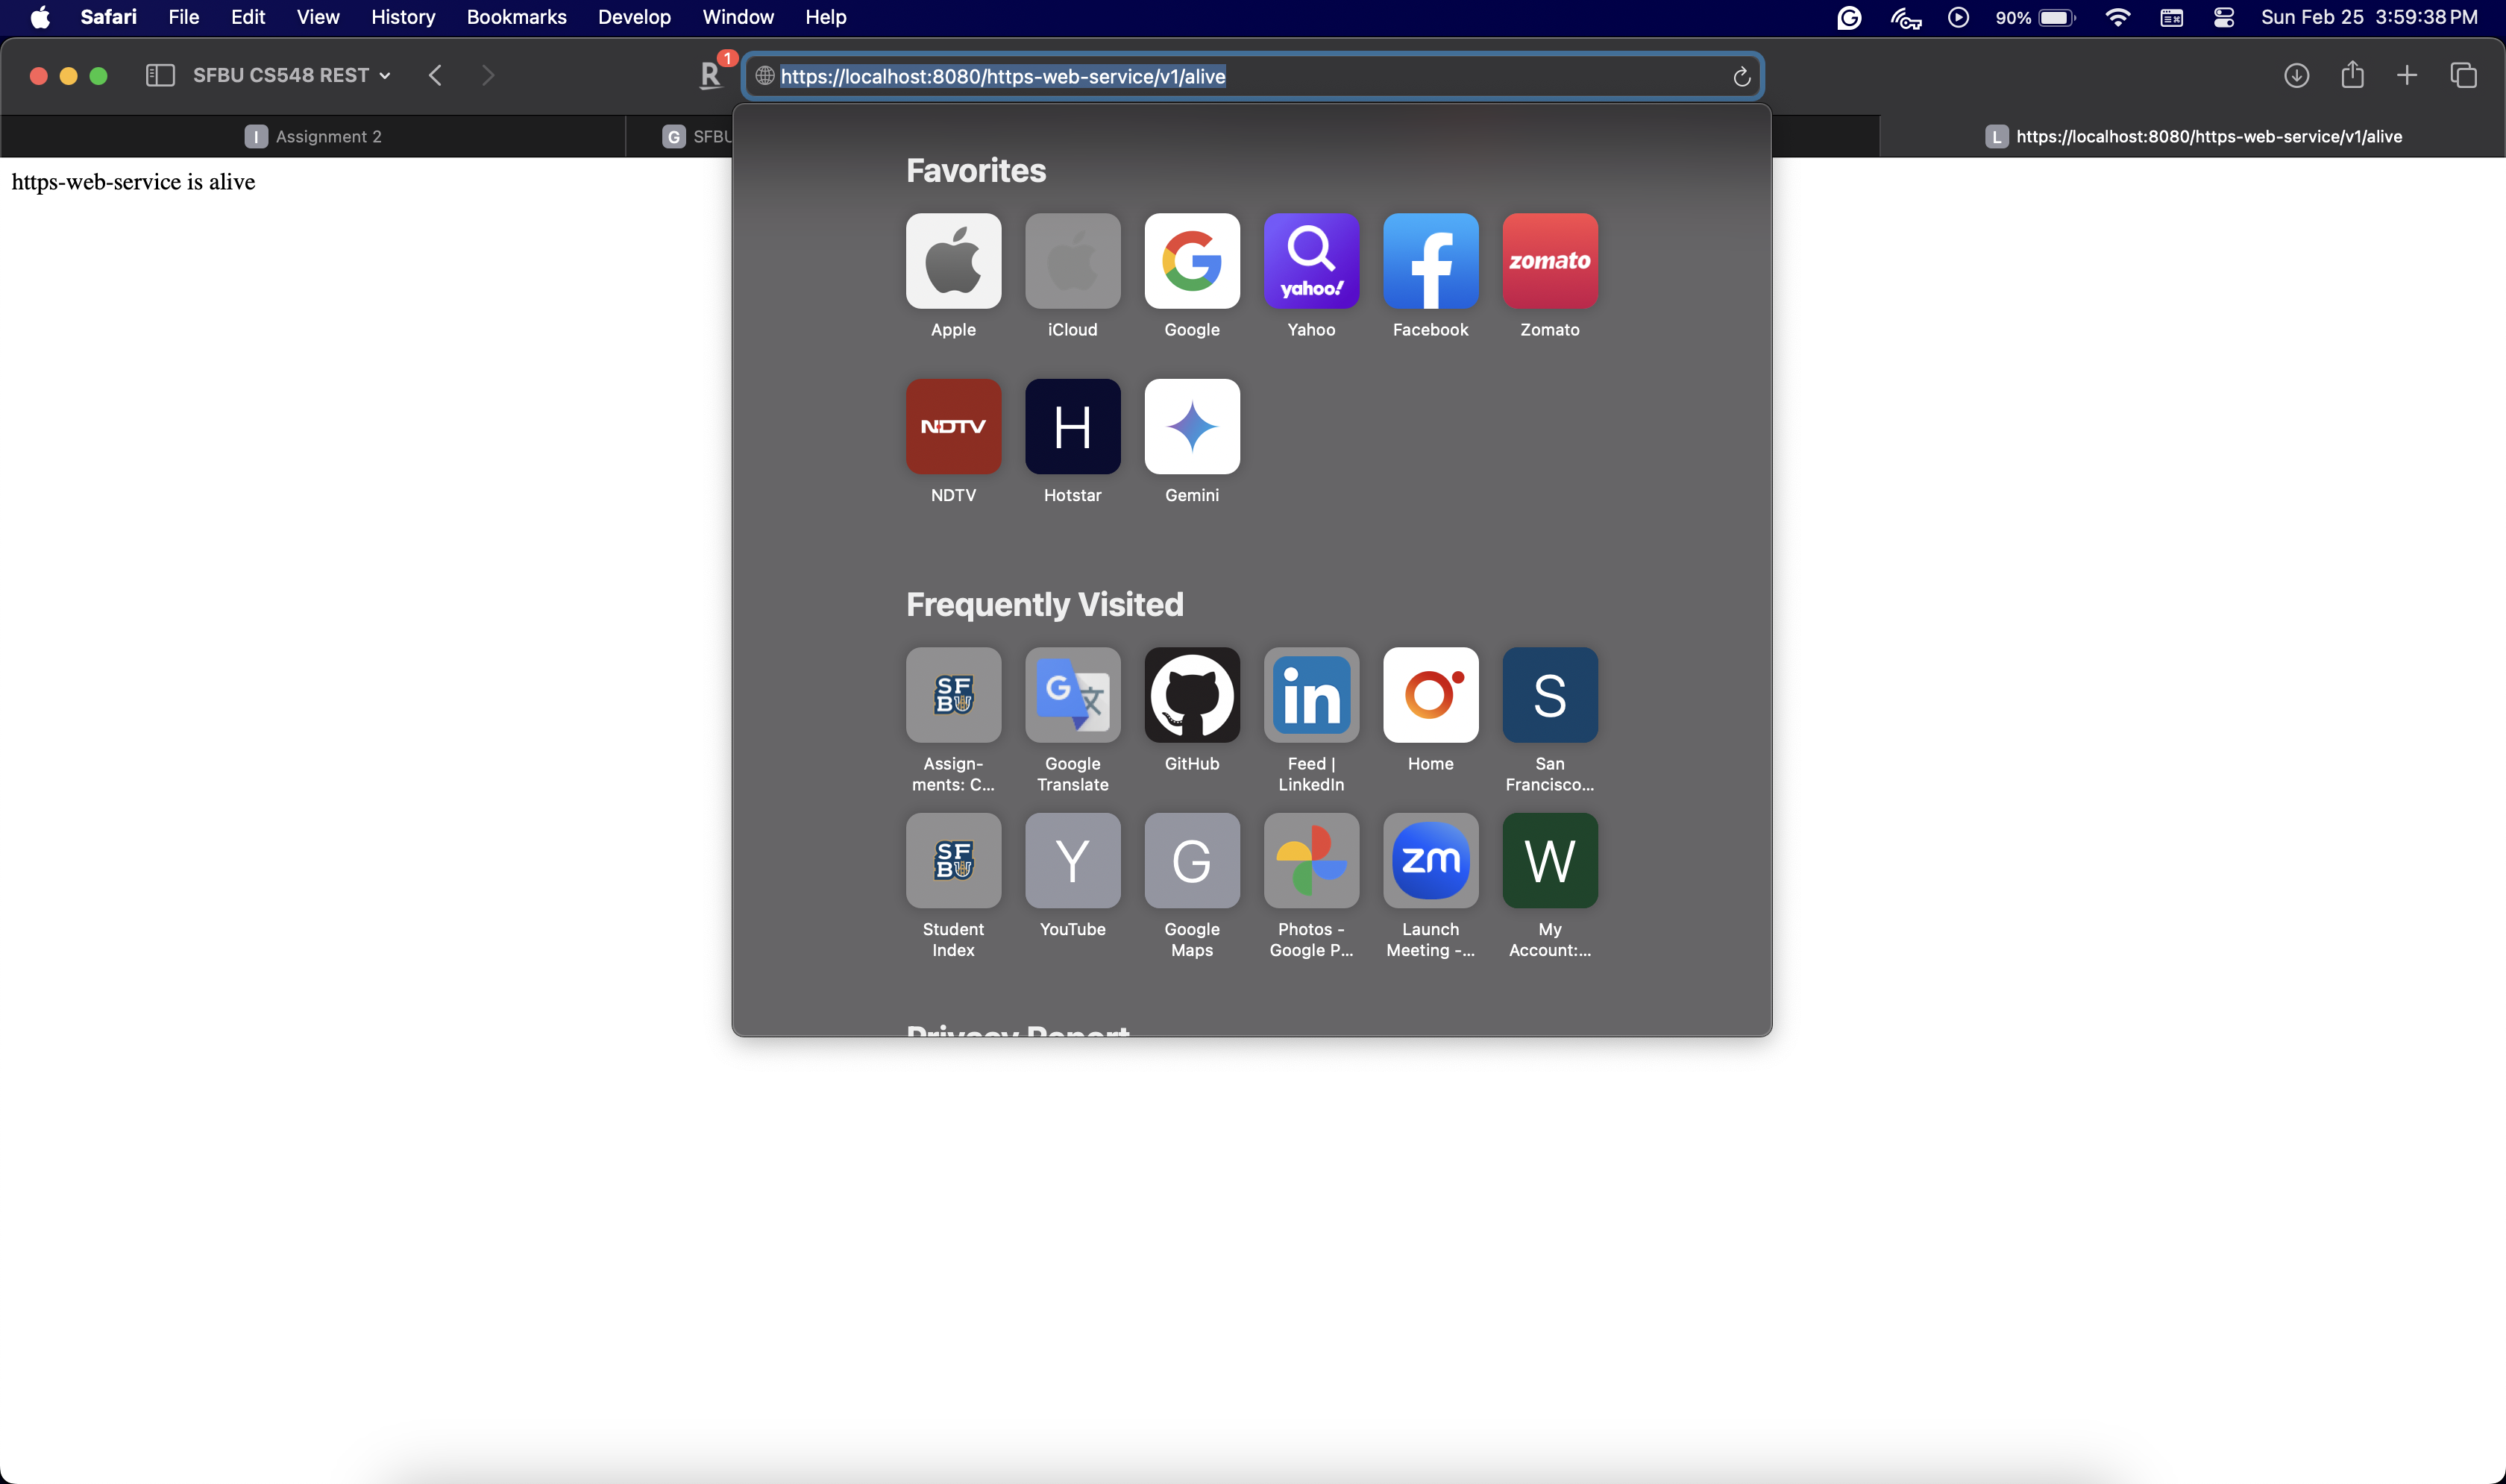 Safari File Edit View History Bookmarks Develop Window Help 90% Sun Feb 25 3:59:38 PM
SFBU CS548 REST R 1 https://localhost:8080/https-web-service/v1/alive
I Assignment 2 G SFBU L https://localhost:8080/https-web-service/v1/alive
https-web-service is alive
Favorites
yahoo! f zomato
Apple iCloud Google Yahoo Facebook Zomato
NDTV H
NDTV Hotstar Gemini
Frequently Visited
SF BU G 文 in S
Assign- Google GitHub Feed | Home San
ments: C... Translate LinkedIn Francisco...
SF BU Y G zm W
Student YouTube Google Photos - Launch My
Index Maps Google P... Meeting -... Account:...
Privacy Report